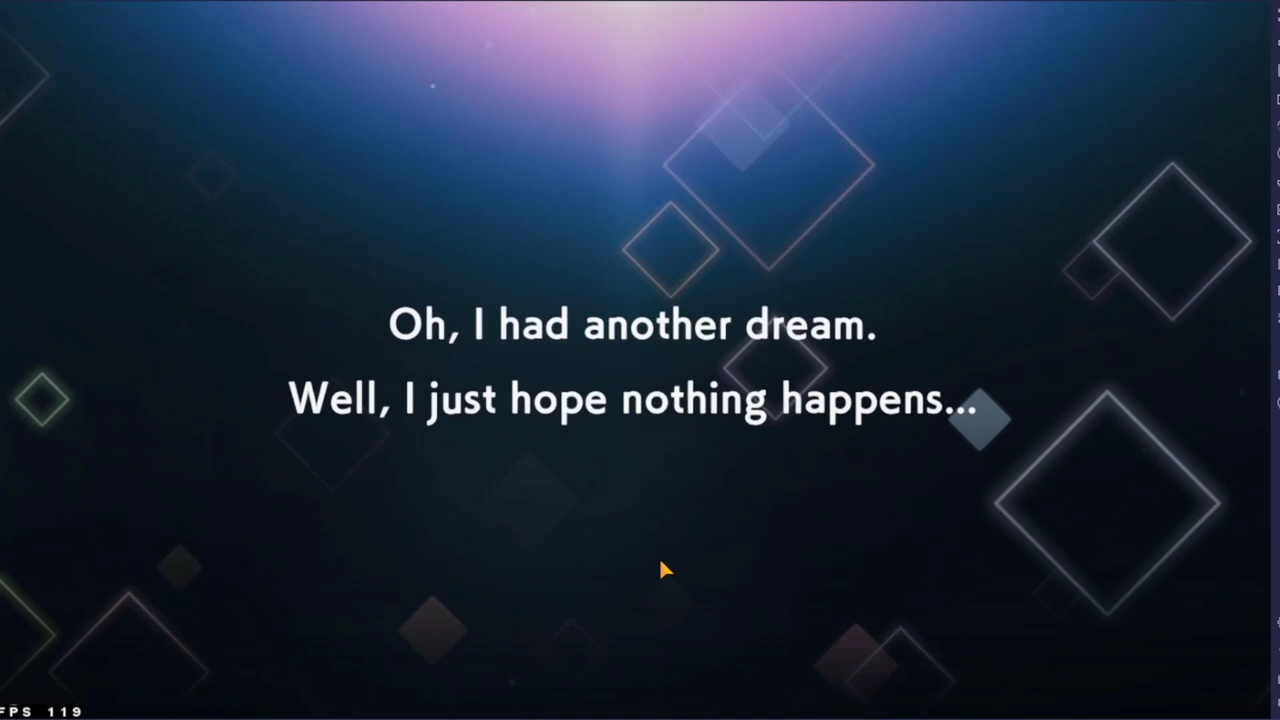 Oh, I had another dream.
Well, I just hope nothing happens...
FPS 119